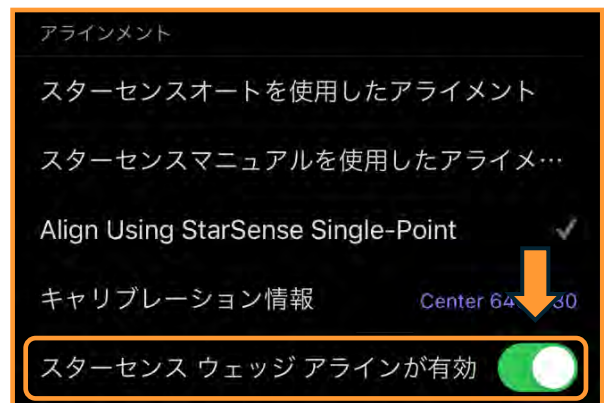 アラインメント
スターセンスオートを使用したアライメント
スターセンスマニュアルを使用したアライメ…
Align Using StarSense Single-Point
キャリブレーション情報
Center
スターセンス ウェッジ アラインが有効